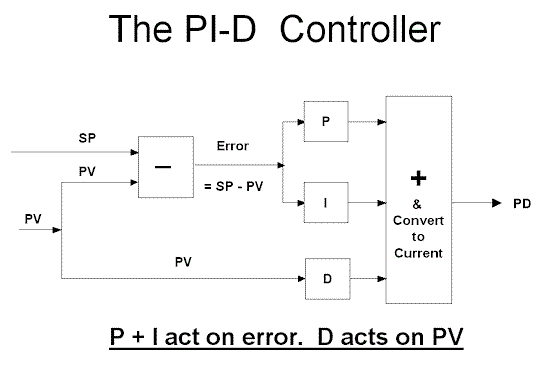 The PI-D Controller
SP
PV
PV
–
Error
= SP - PV
P
I
PV
D
+
&
Convert
to
Current
PD
P + I act on error. D acts on PV